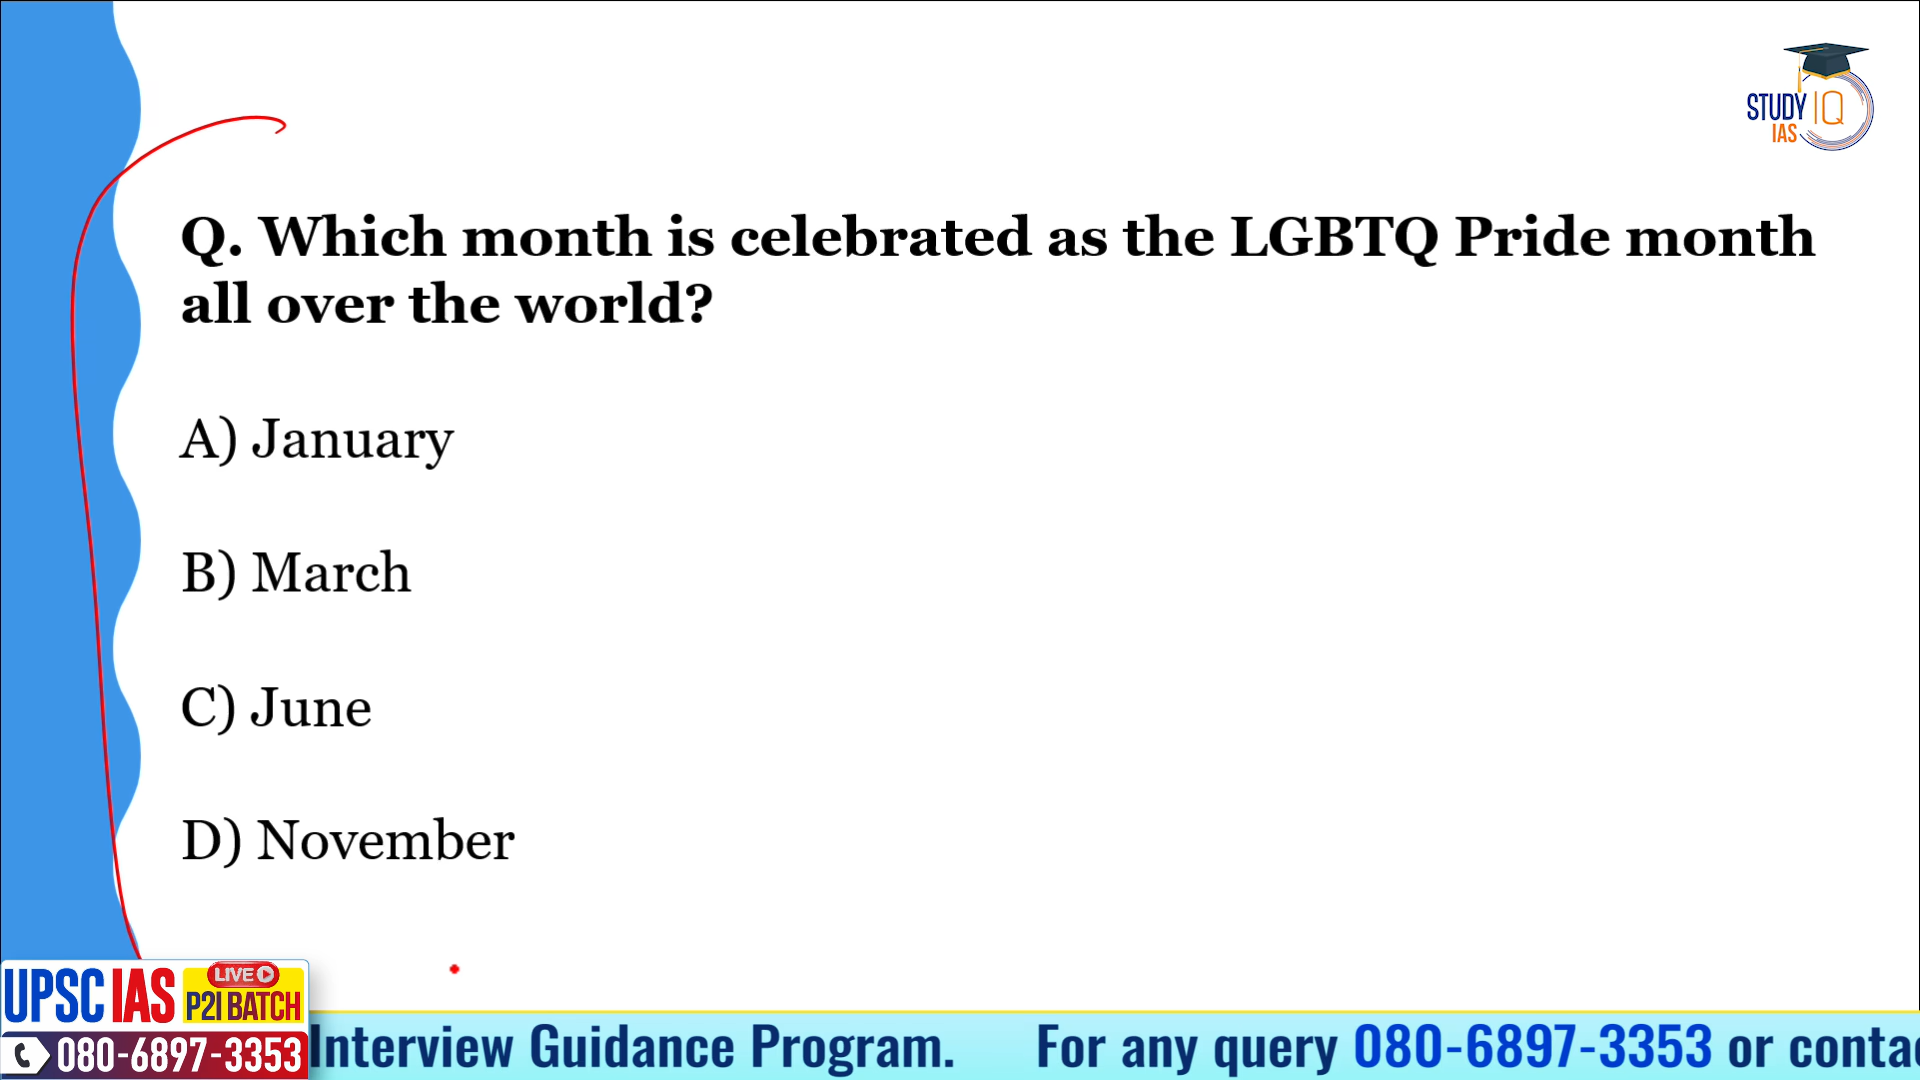 STUDY IQ
IAS
Q. Which month is celebrated as the LGBTQ Pride month
all over the world?
A) January
B) March
C) June
D) November
UPSC IAS LIVE P2I BATCH
080-6897-3353
Interview Guidance Program. For any query 080-6897-3353 or conta